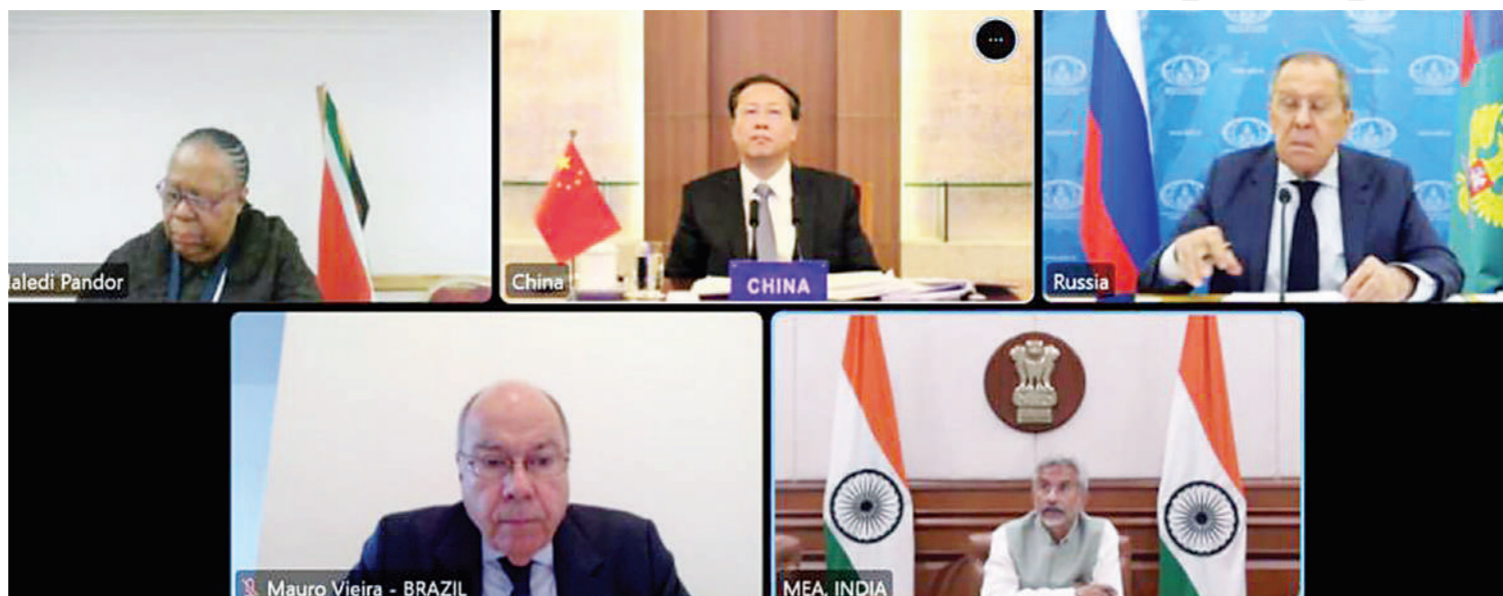 aledi Pandor
China
CHINA
Russia
Mauro Vieira - BRAZIL
MEA, INDIA